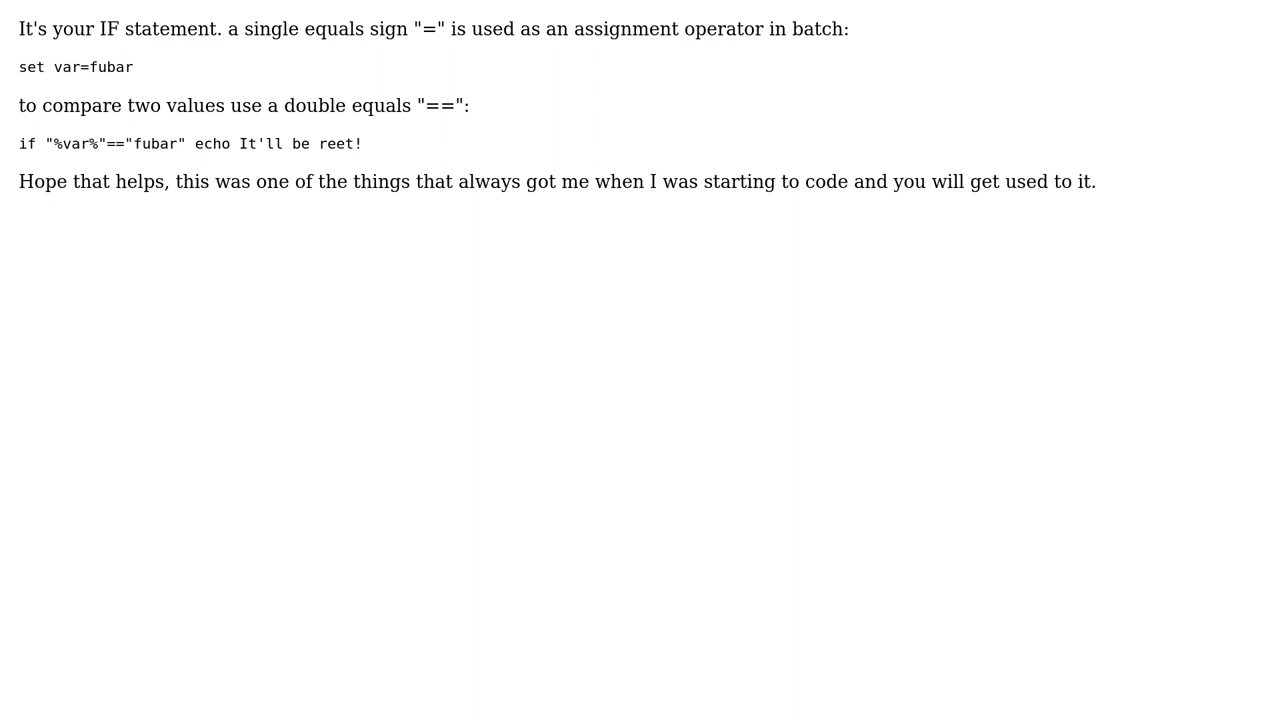 It's your IF statement. a single equals sign "=" is used as an assignment operator in batch:
set var=fubar
to compare two values use a double equals "==":
if "%var%"=="fubar" echo It'll be reet!
Hope that helps, this was one of the things that always got me when I was starting to code and you will get used to it.